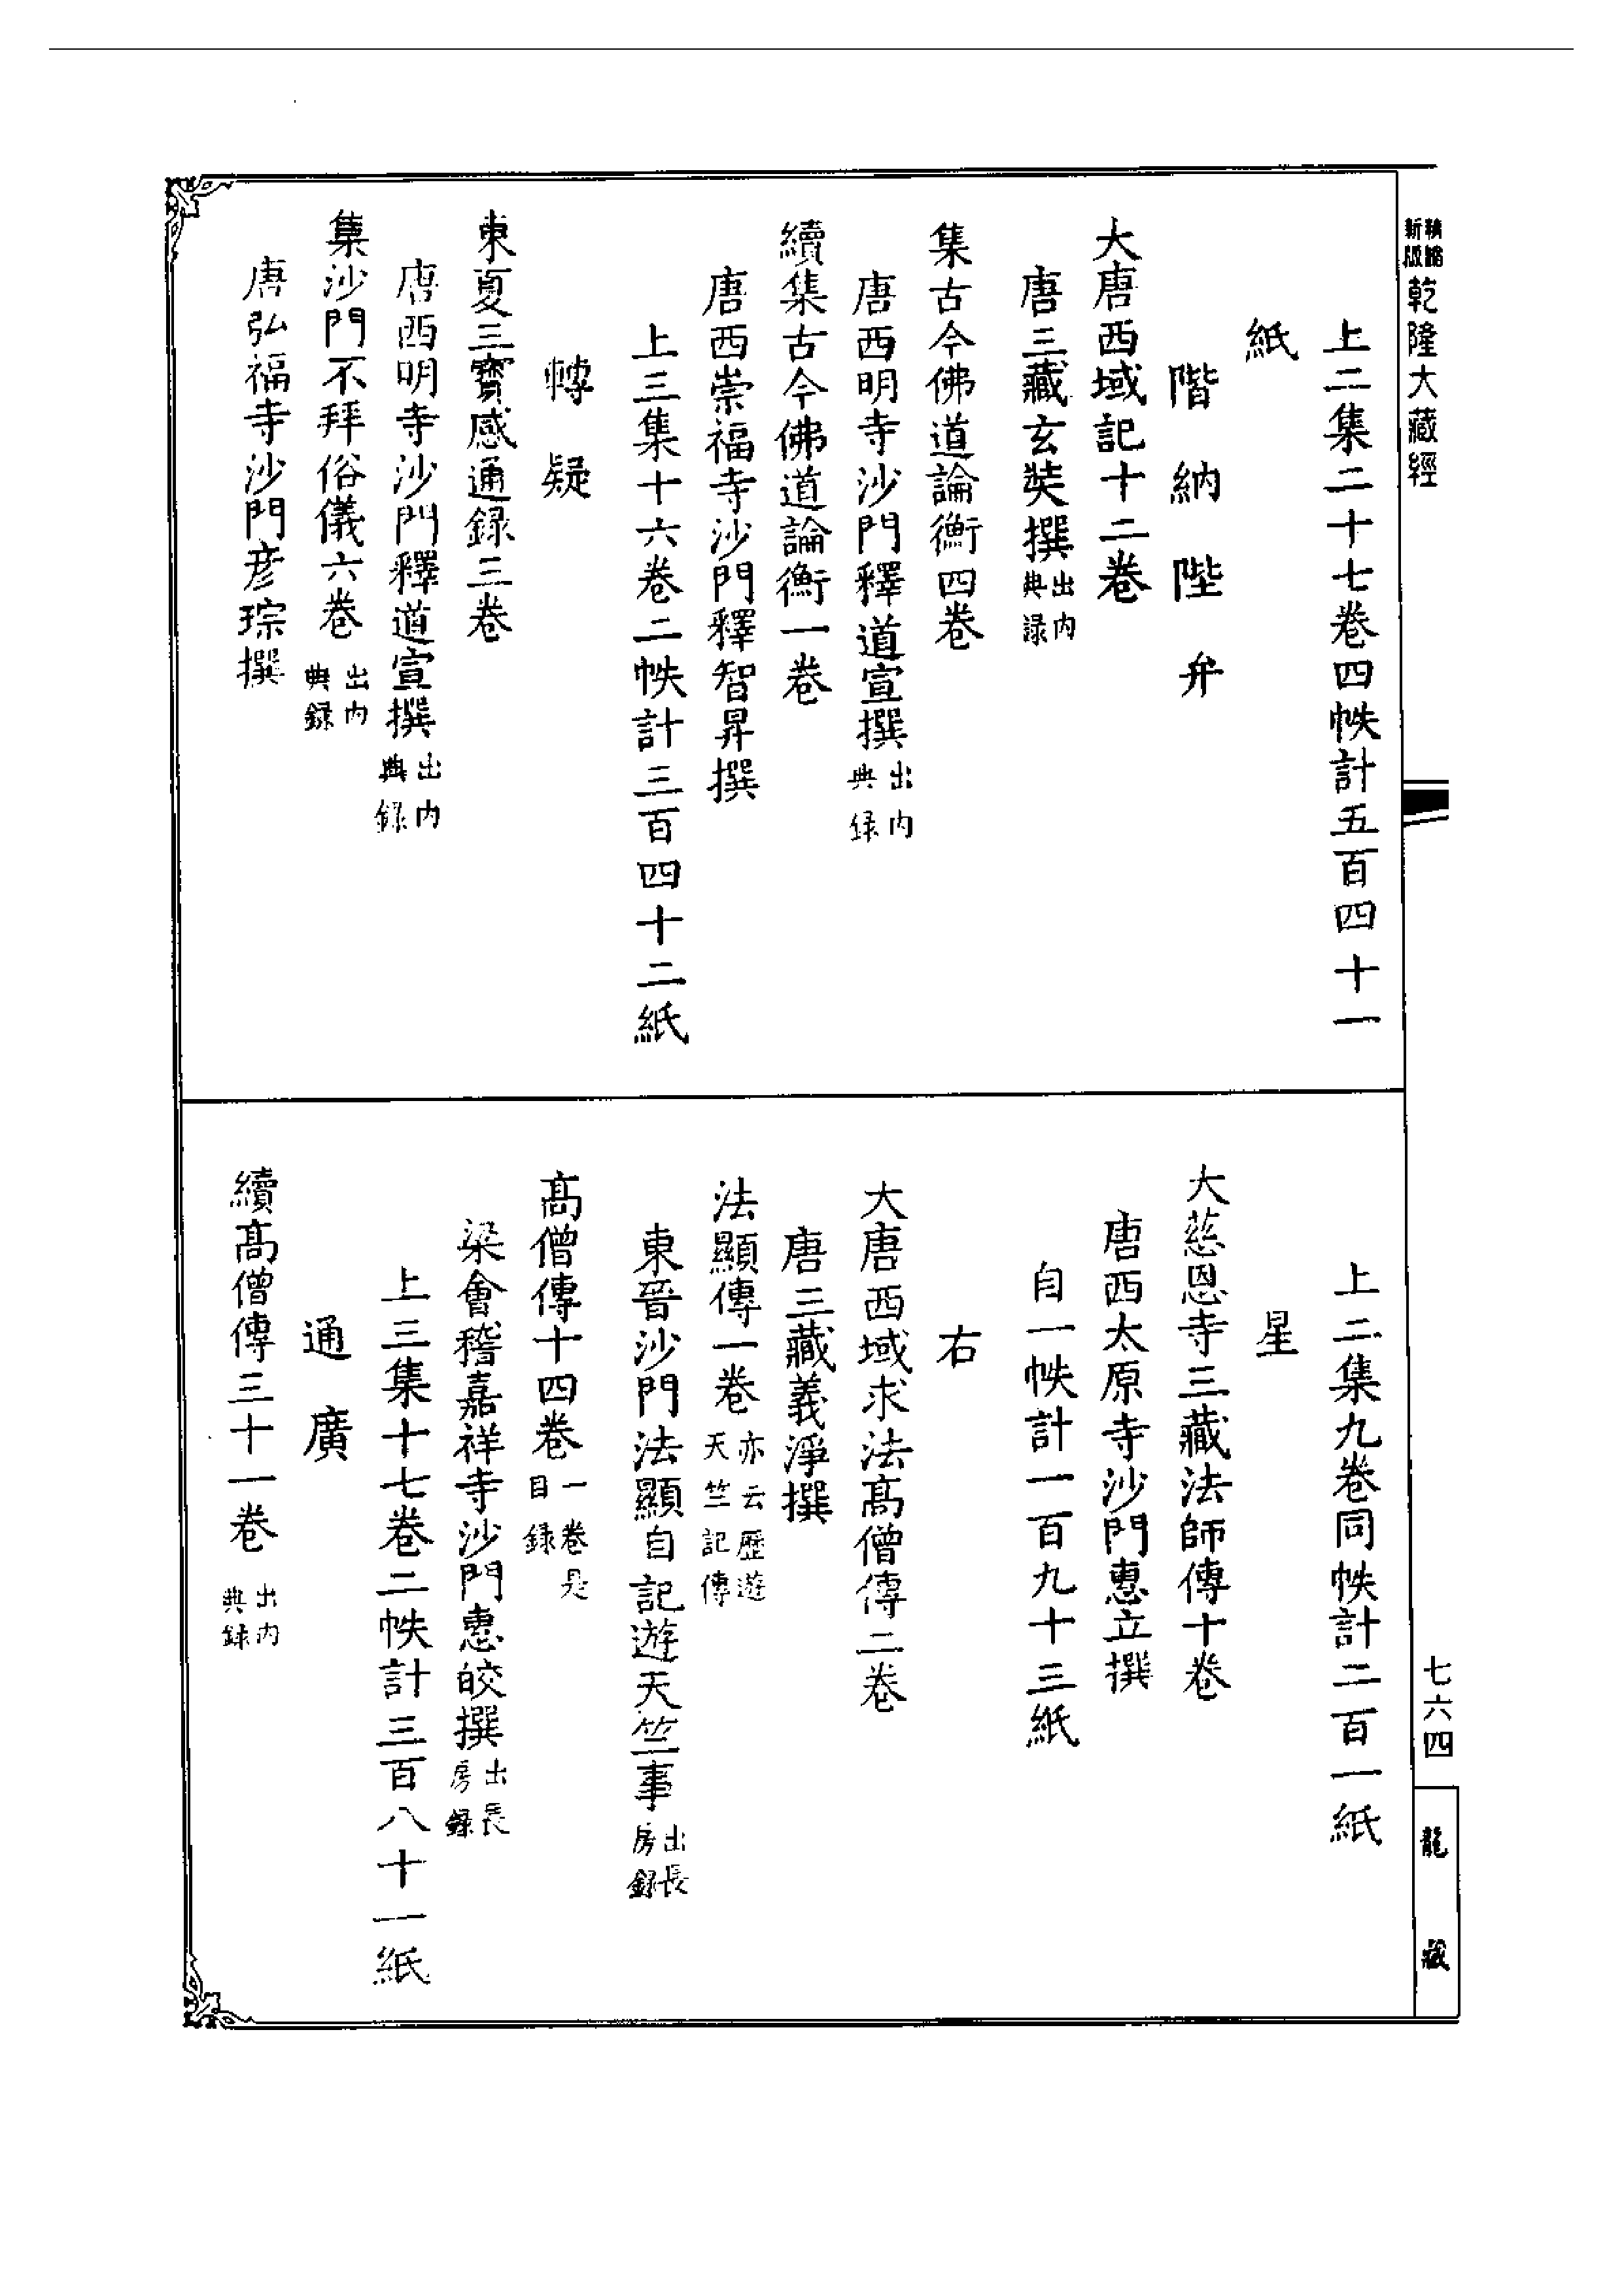 精縮新版乾隆大藏經
上二集二十七卷四帙計五百四十一
紙
階納陛弁
大唐西域記十二卷
唐三藏玄奘撰出內典録
集古今佛道論衡四卷
唐西明寺沙門釋道宣撰出內典録
續集古今佛道論衡一卷
唐西崇福寺沙門釋智昇撰
上三集十六卷二帙計三百四十二紙
轉疑
東夏三寶感通録三卷
唐西明寺沙門釋道宣撰出內典録
集沙門不拜俗儀六卷出內典録
唐弘福寺沙門彥琮撰
上二集九卷同帙計二百一紙
星
大慈恩寺三藏法師傳十卷
唐西太原寺沙門惠立撰
自一帙計一百九十三紙
右
大唐西域求法高僧傳二卷
唐三藏義淨撰
法顯傳一卷亦云歷遊天竺記傳
東晉沙門法顯自記遊天竺事出長房録
高僧傳十四卷一卷是目録
梁會稽嘉祥寺沙門惠皎撰出長房録
上三集十七卷二帙計三百八十一紙
通廣
續高僧傳三十一卷出內典録
七六四
龍藏